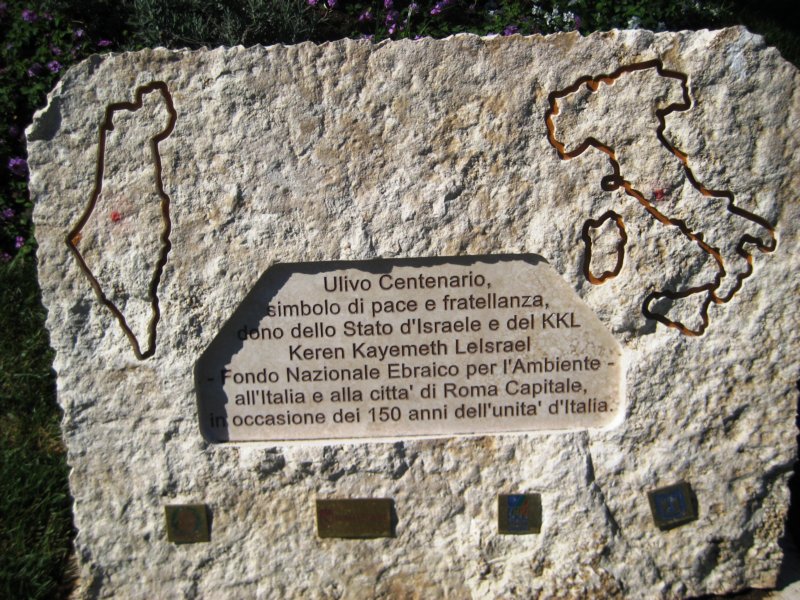 Ulivo Centenario,
simbolo di pace e fratellanza,
dono dello Stato d'Israele e del KKL
Keren Kayemeth LeIsrael
- Fondo Nazionale Ebraico per l'Ambiente -
all'Italia e alla citta' di Roma Capitale,
in occasione dei 150 anni dell'unita' d'Italia.